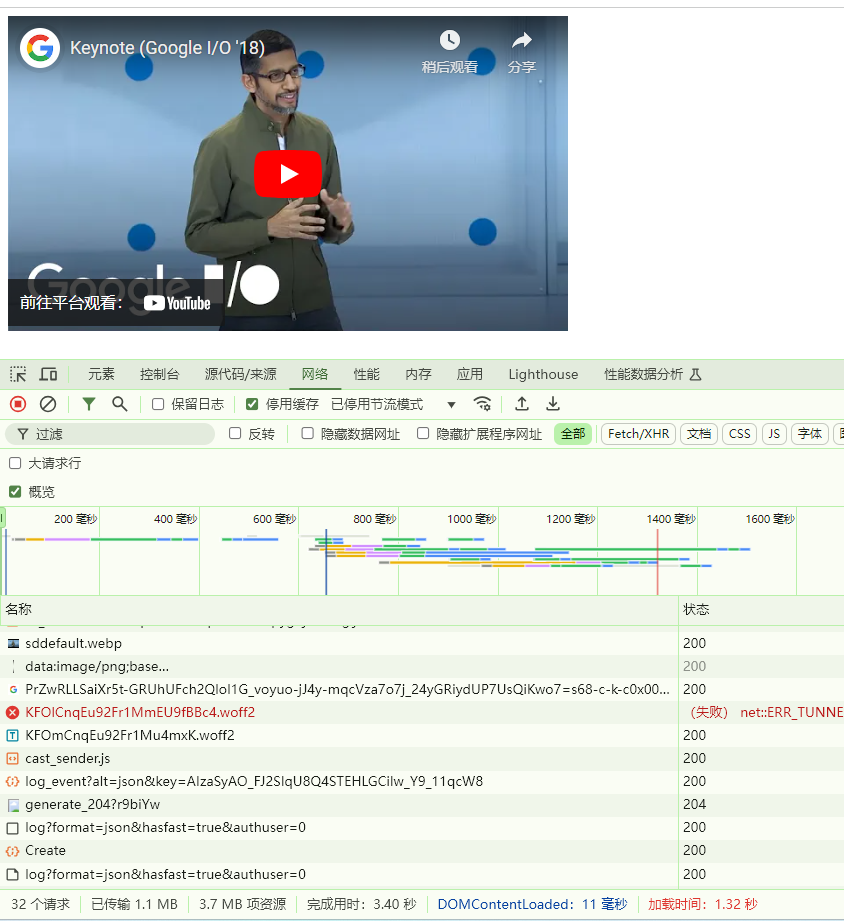 Keynote (Google I/O '18)
稍后观看
分享
Google I/O
前往平台观看：
YouTube
元素 控制台 源代码/来源 网络 性能 内存 应用 Lighthouse 性能数据分析
保留日志 停用缓存 已停用节流模式
过滤 反转 隐藏数据网址 隐藏扩展程序网址 全部 Fetch/XHR 文档 CSS JS 字体
大请求行
概览
200 毫秒 400 毫秒 600 毫秒 800 毫秒 1000 毫秒 1200 毫秒 1400 毫秒 1600 毫秒
名称 状态
sddefault.webp 200
data:image/png;base... 200
PrZwRLLSaiXr5t-GRUhUFch2QloI1G_voyuo-jJ4y-mqcVza7o7j_24yGRiydUP7UsQiKwo7=s68-c-k-c0x00... 200
KFOlCnqEu92Fr1MmEU9fBBc4.woff2 （失败） net::ERR_TUNNE
KFOmCnqEu92Fr1Mu4mxK.woff2 200
cast_sender.js 200
log_event?alt=json&key=AIzaSyAO_FJ2SlqU8Q4STEHLGCilw_Y9_11qcW8 200
generate_204?r9biYw 204
log?format=json&hasfast=true&authuser=0 200
Create 200
log?format=json&hasfast=true&authuser=0 200
32 个请求 已传输 1.1 MB 3.7 MB 项资源 完成用时：3.40 秒 DOMContentLoaded：11 毫秒 加载时间：1.32 秒